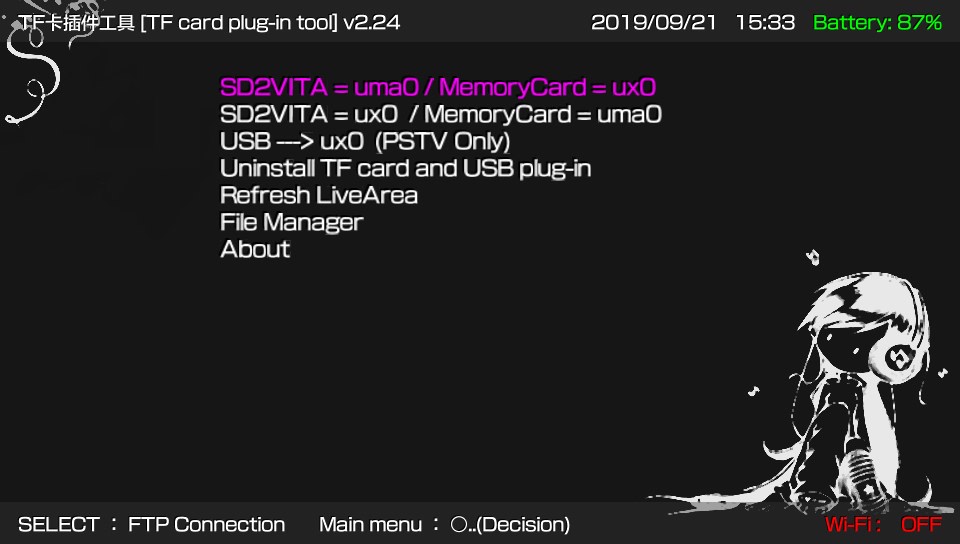 TF卡插件工具 [TF card plug-in tool] v2.24 2019/09/21 15:33 Battery: 87%
SD2VITA = uma0 / MemoryCard = ux0
SD2VITA = ux0 / MemoryCard = uma0
USB ---> ux0 (PSTV Only)
Uninstall TF card and USB plug-in
Refresh LiveArea
File Manager
About
SELECT : FTP Connection Main menu : ○..(Decision) Wi-Fi : OFF